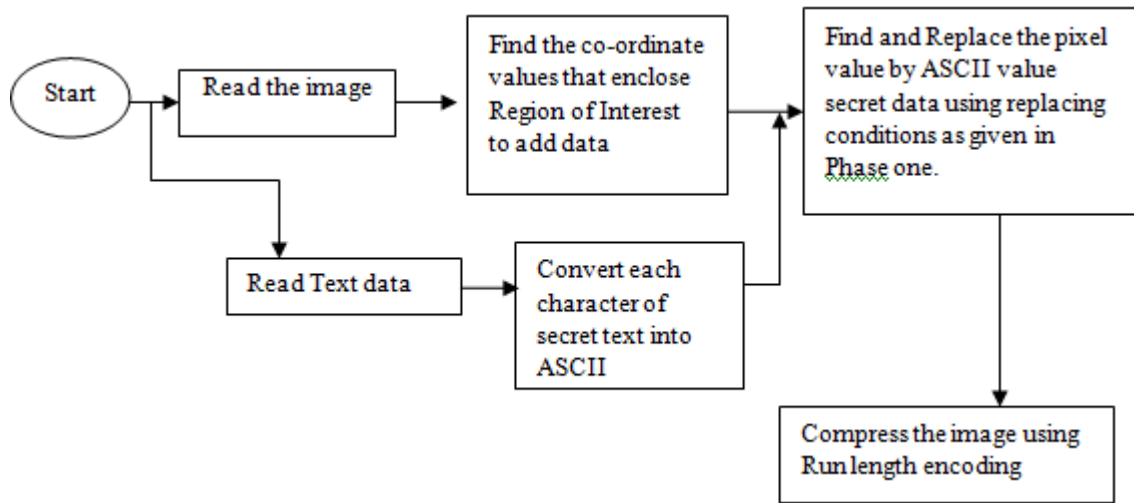 Start
Read the image
Find the co-ordinate
values that enclose
Region of Interest
to add data
Find and Replace the pixel
value by ASCII value
secret data using replacing
conditions as given in
Phase one.
Read Text data
Convert each
character of
secret text into
ASCII
Compress the image using
Run length encoding